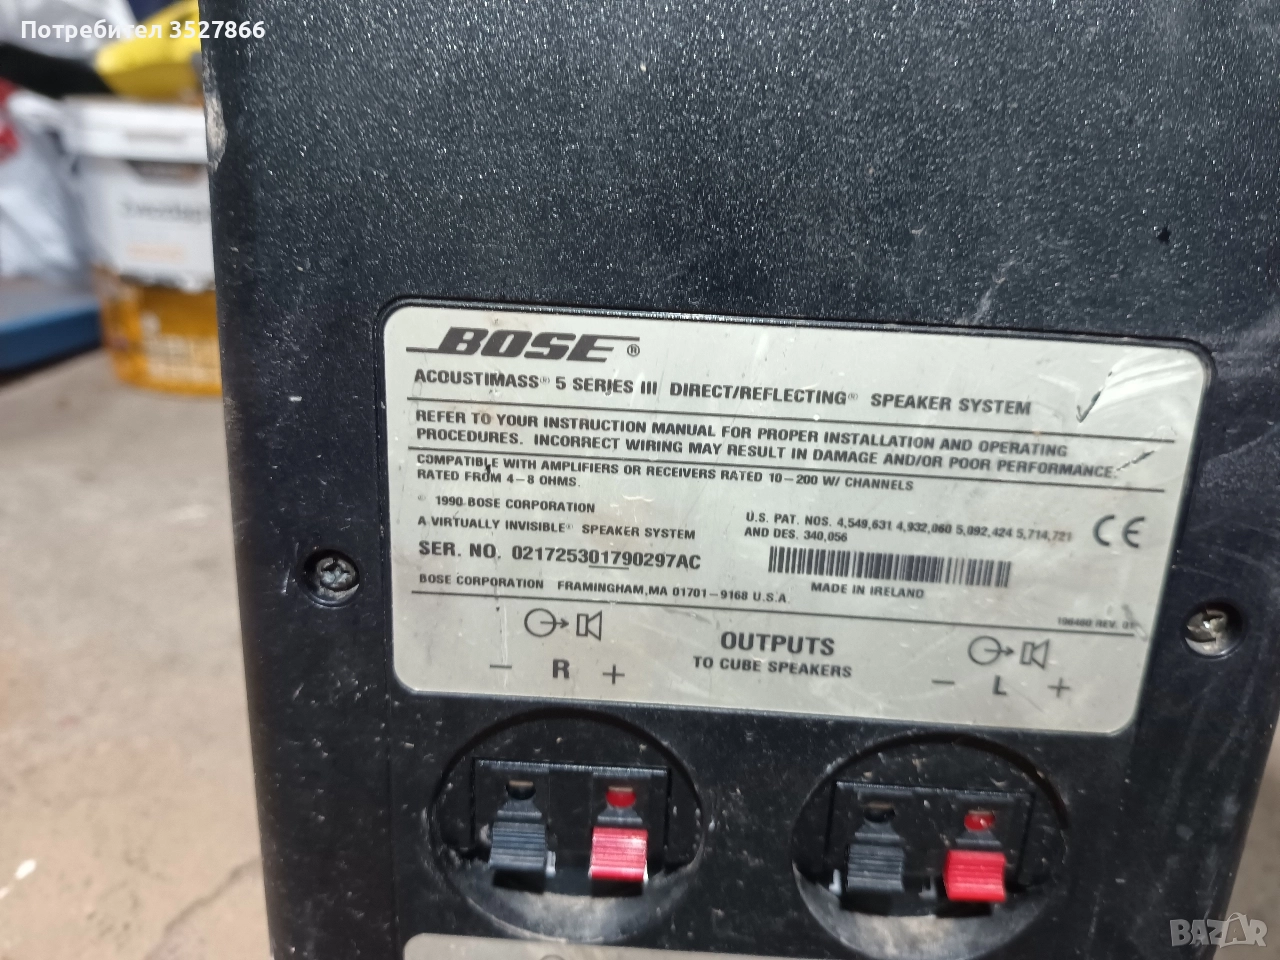 Потребител 3527866
BOSE®
ACOUSTIMASS® 5 SERIES III DIRECT/REFLECTING® SPEAKER SYSTEM
REFER TO YOUR INSTRUCTION MANUAL FOR PROPER INSTALLATION AND OPERATING
PROCEDURES. INCORRECT WIRING MAY RESULT IN DAMAGE AND/OR POOR PERFORMANCE.
COMPATIBLE WITH AMPLIFIERS OR RECEIVERS RATED 10-200 W/ CHANNELS
RATED FROM 4-8 OHMS.
© 1990 BOSE CORPORATION
A VIRTUALLY INVISIBLE® SPEAKER SYSTEM
U.S. PAT. NOS. 4,549,631 4,932,060 5,092,424 5,714,721
AND DES. 340,056
CE
SER. NO. 021725301790297AC
BOSE CORPORATION FRAMINGHAM, MA 01701-9168 U.S.A.
MADE IN IRELAND
OUTPUTS
TO CUBE SPEAKERS
- R +
- L +
BAZAR